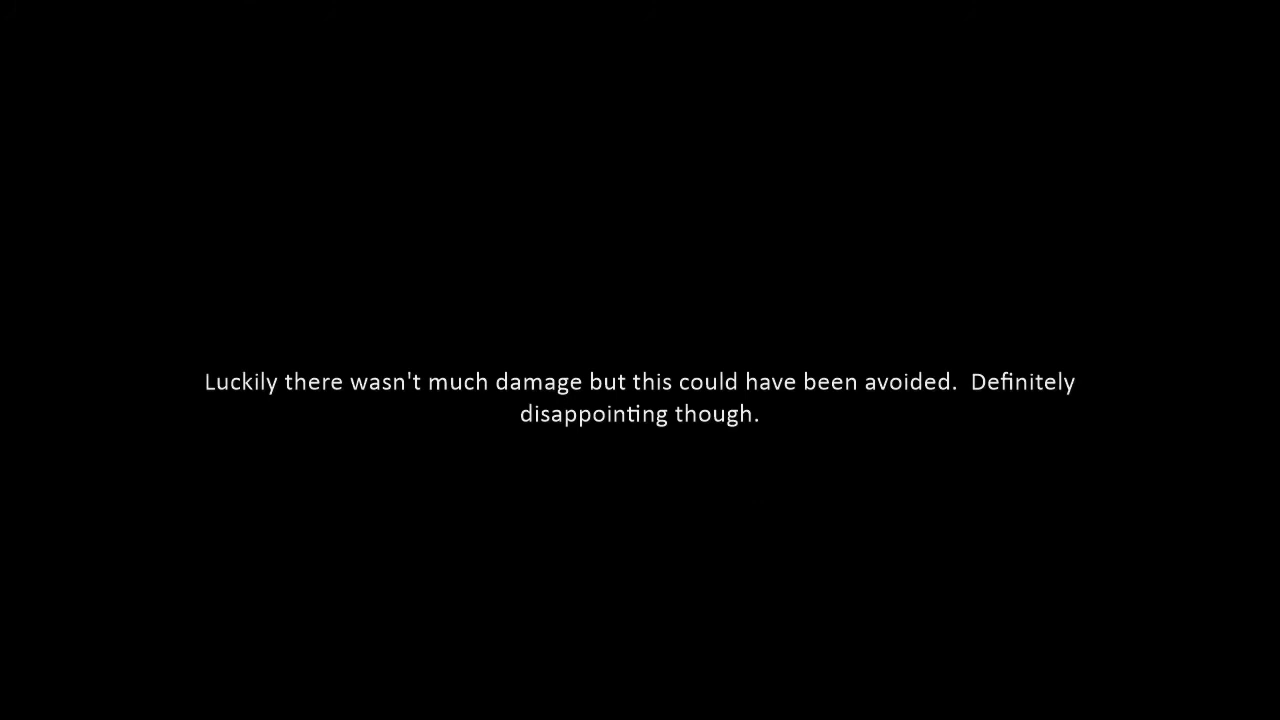 Luckily there wasn't much damage but this could have been avoided.  Definitely
disappointing though.